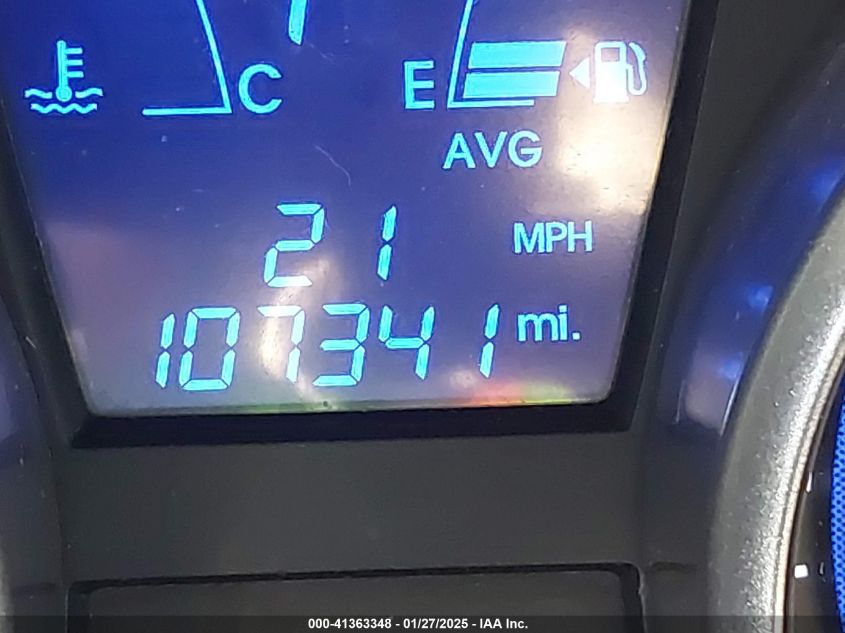 C
E
AVG
21 MPH
107341 mi.
000-41363348 - 01/27/2025 - IAA Inc.